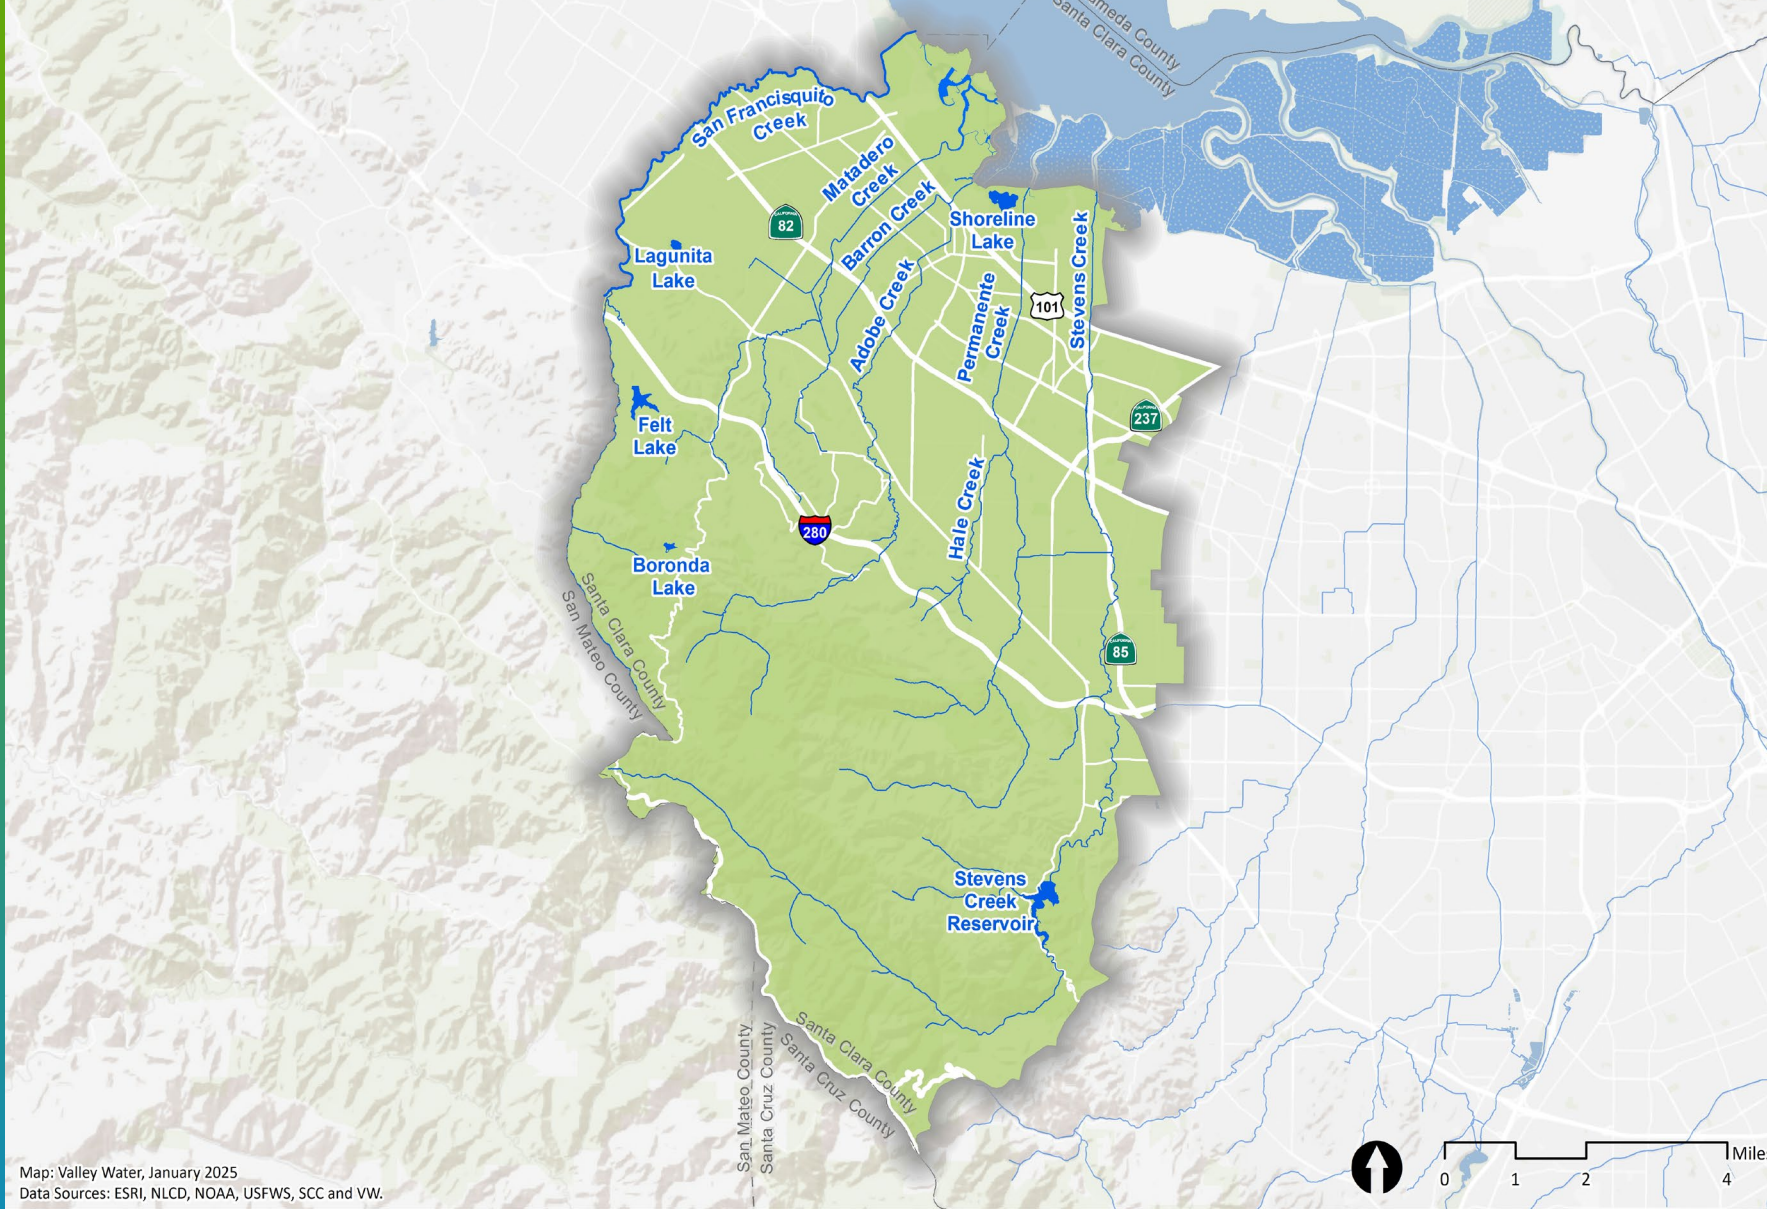 Alameda County
Santa Clara County
San Francisquito
Creek
Matadero
Creek
CALIFORNIA
82
Barron Creek
Shoreline
Lake
Lagunita
Lake
Adobe Creek
Permanente
Creek
Stevens Creek
101
CALIFORNIA
237
Felt
Lake
Hale Creek
280
Boronda
Lake
Santa Clara County
San Mateo County
CALIFORNIA
85
Stevens
Creek
Reservoir
San Mateo County
Santa Cruz County
Santa Clara County
Santa Cruz County
Map: Valley Water, January 2025
Data Sources: ESRI, NLCD, NOAA, USFWS, SCC and VW.
0 1 2 4
Miles